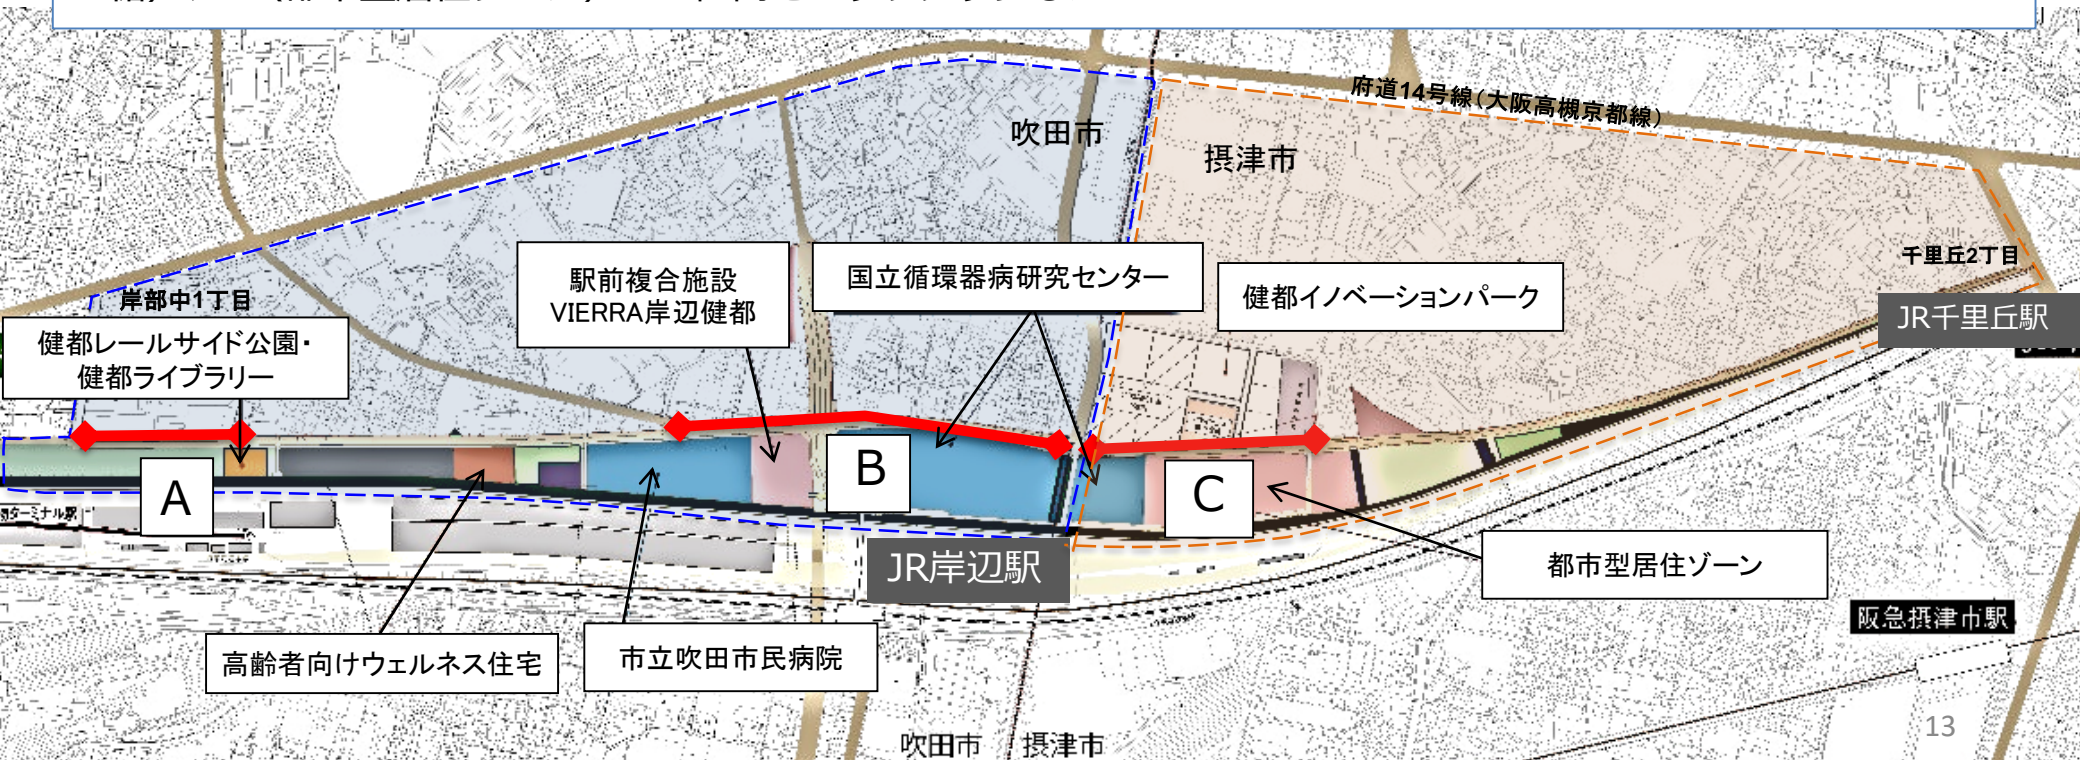 府道14号線（大阪高槻京都線）
吹田市
摂津市
千里丘2丁目
岸部中1丁目
駅前複合施設
VIERRA岸辺健都
国立循環器病研究センター
健都イノベーションパーク
JR千里丘駅
健都レールサイド公園・
健都ライブラリー
A
B
C
JR岸辺駅
都市型居住ゾーン
阪急摂津市駅
高齢者向けウェルネス住宅
市立吹田市民病院
吹田市
摂津市
13